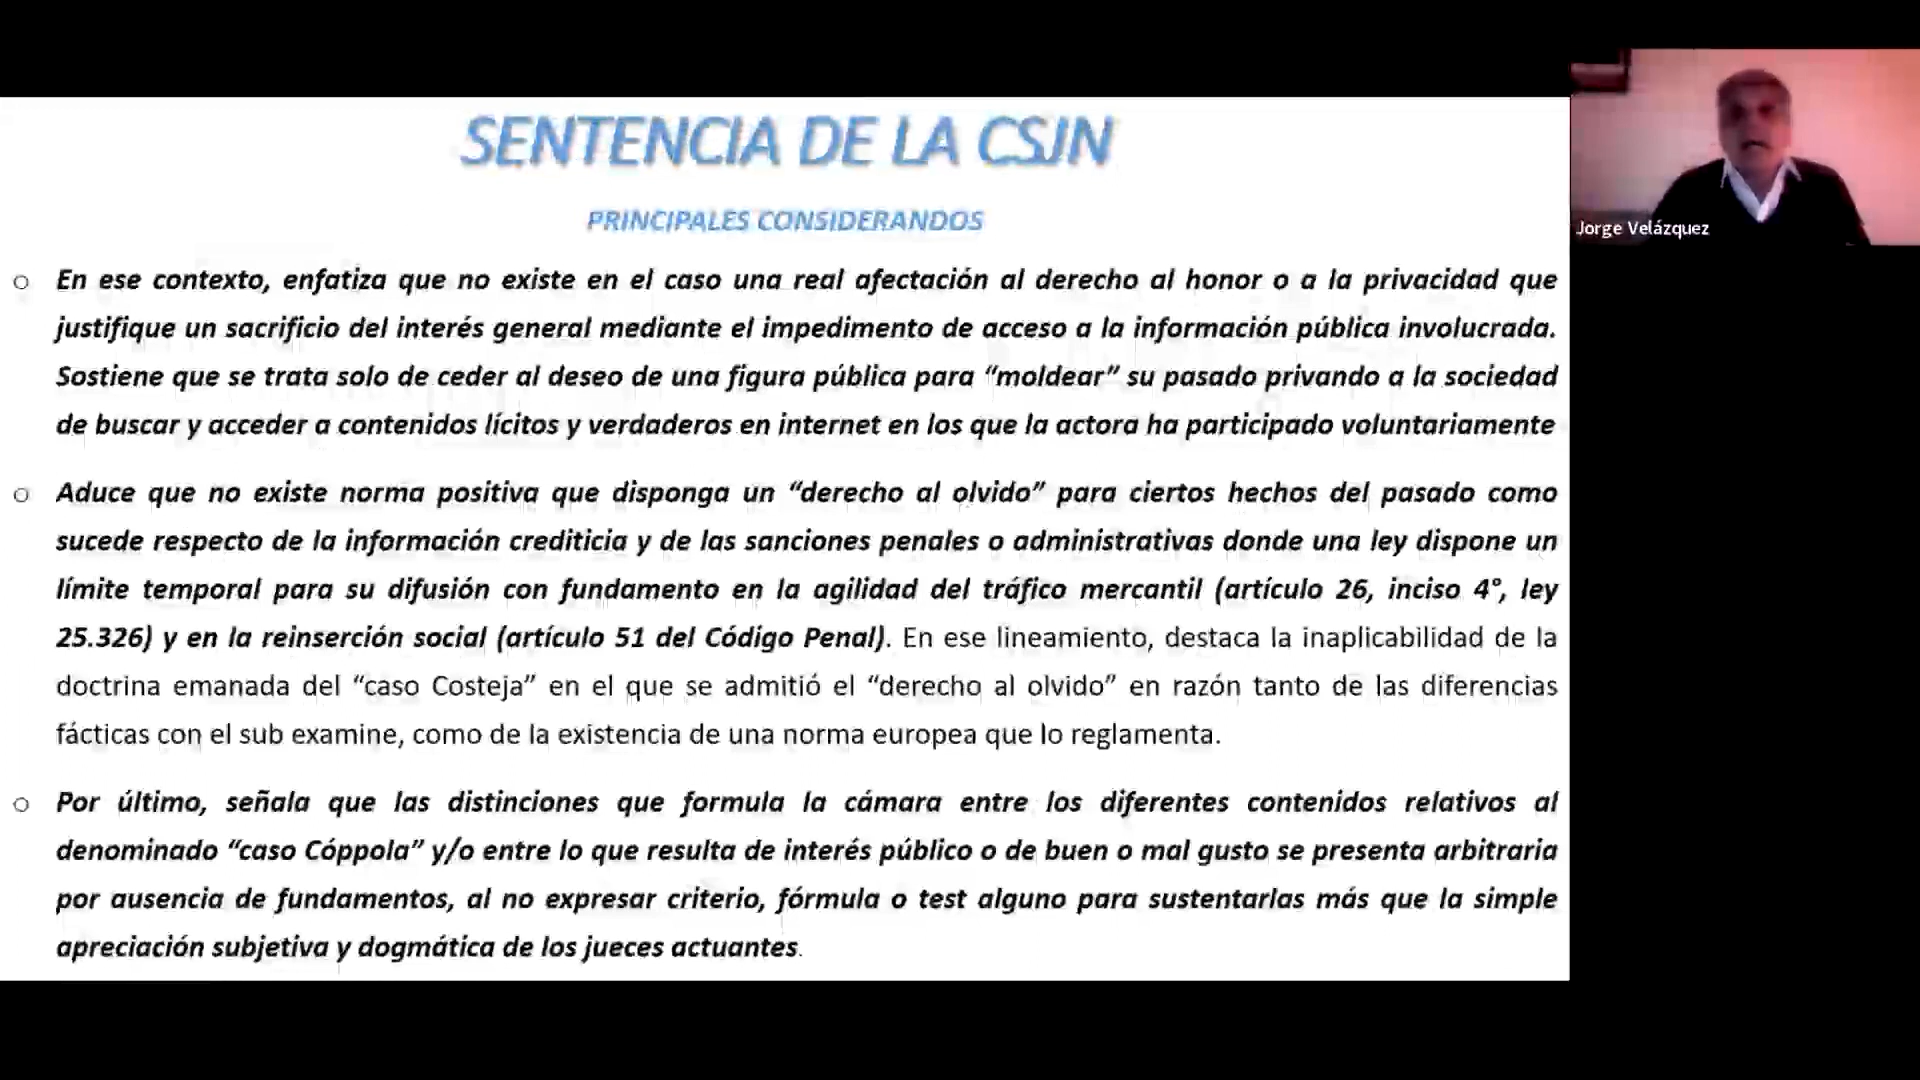 SENTENCIA DE LA CSJN
PRINCIPALES CONSIDERANDOS
o En ese contexto, enfatiza que no existe en el caso una real afectación al derecho al honor o a la privacidad que
justifique un sacrificio del interés general mediante el impedimento de acceso a la información pública involucrada.
Sostiene que se trata solo de ceder al deseo de una figura pública para “moldear” su pasado privando a la sociedad
de buscar y acceder a contenidos lícitos y verdaderos en internet en los que la actora ha participado voluntariamente
o Aduce que no existe norma positiva que disponga un “derecho al olvido” para ciertos hechos del pasado como
sucede respecto de la información crediticia y de las sanciones penales o administrativas donde una ley dispone un
límite temporal para su difusión con fundamento en la agilidad del tráfico mercantil (artículo 26, inciso 4°, ley
25.326) y en la reinserción social (artículo 51 del Código Penal). En ese lineamiento, destaca la inaplicabilidad de la
doctrina emanada del “caso Costeja” en el que se admitió el “derecho al olvido” en razón tanto de las diferencias
fácticas con el sub examine, como de la existencia de una norma europea que lo reglamenta.
o Por último, señala que las distinciones que formula la cámara entre los diferentes contenidos relativos al
denominado “caso Cóppola” y/o entre lo que resulta de interés público o de buen o mal gusto se presenta arbitraria
por ausencia de fundamentos, al no expresar criterio, fórmula o test alguno para sustentarlas más que la simple
apreciación subjetiva y dogmática de los jueces actuantes.
Jorge Velázquez